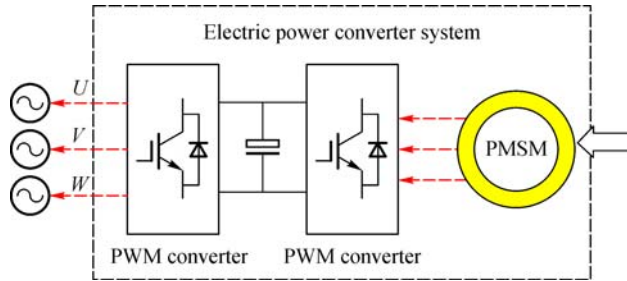 Electric power converter system
U
V
W
PMSM
PWM converter
PWM converter